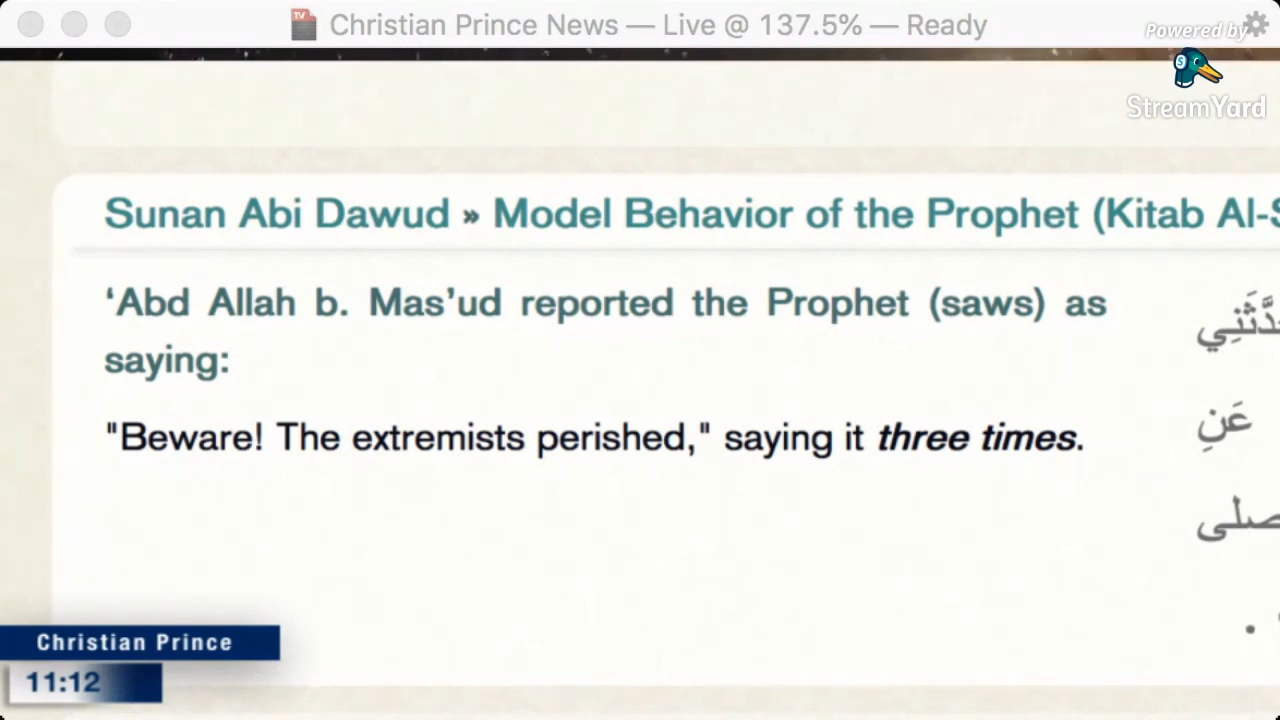 Christian Prince News — Live @ 137.5% — Ready
Powered by
StreamYard
Sunan Abi Dawud » Model Behavior of the Prophet (Kitab Al-S
‘Abd Allah b. Mas’ud reported the Prophet (saws) as
saying:
"Beware! The extremists perished," saying it three times.
عَنِ
صلى
Christian Prince
11:12